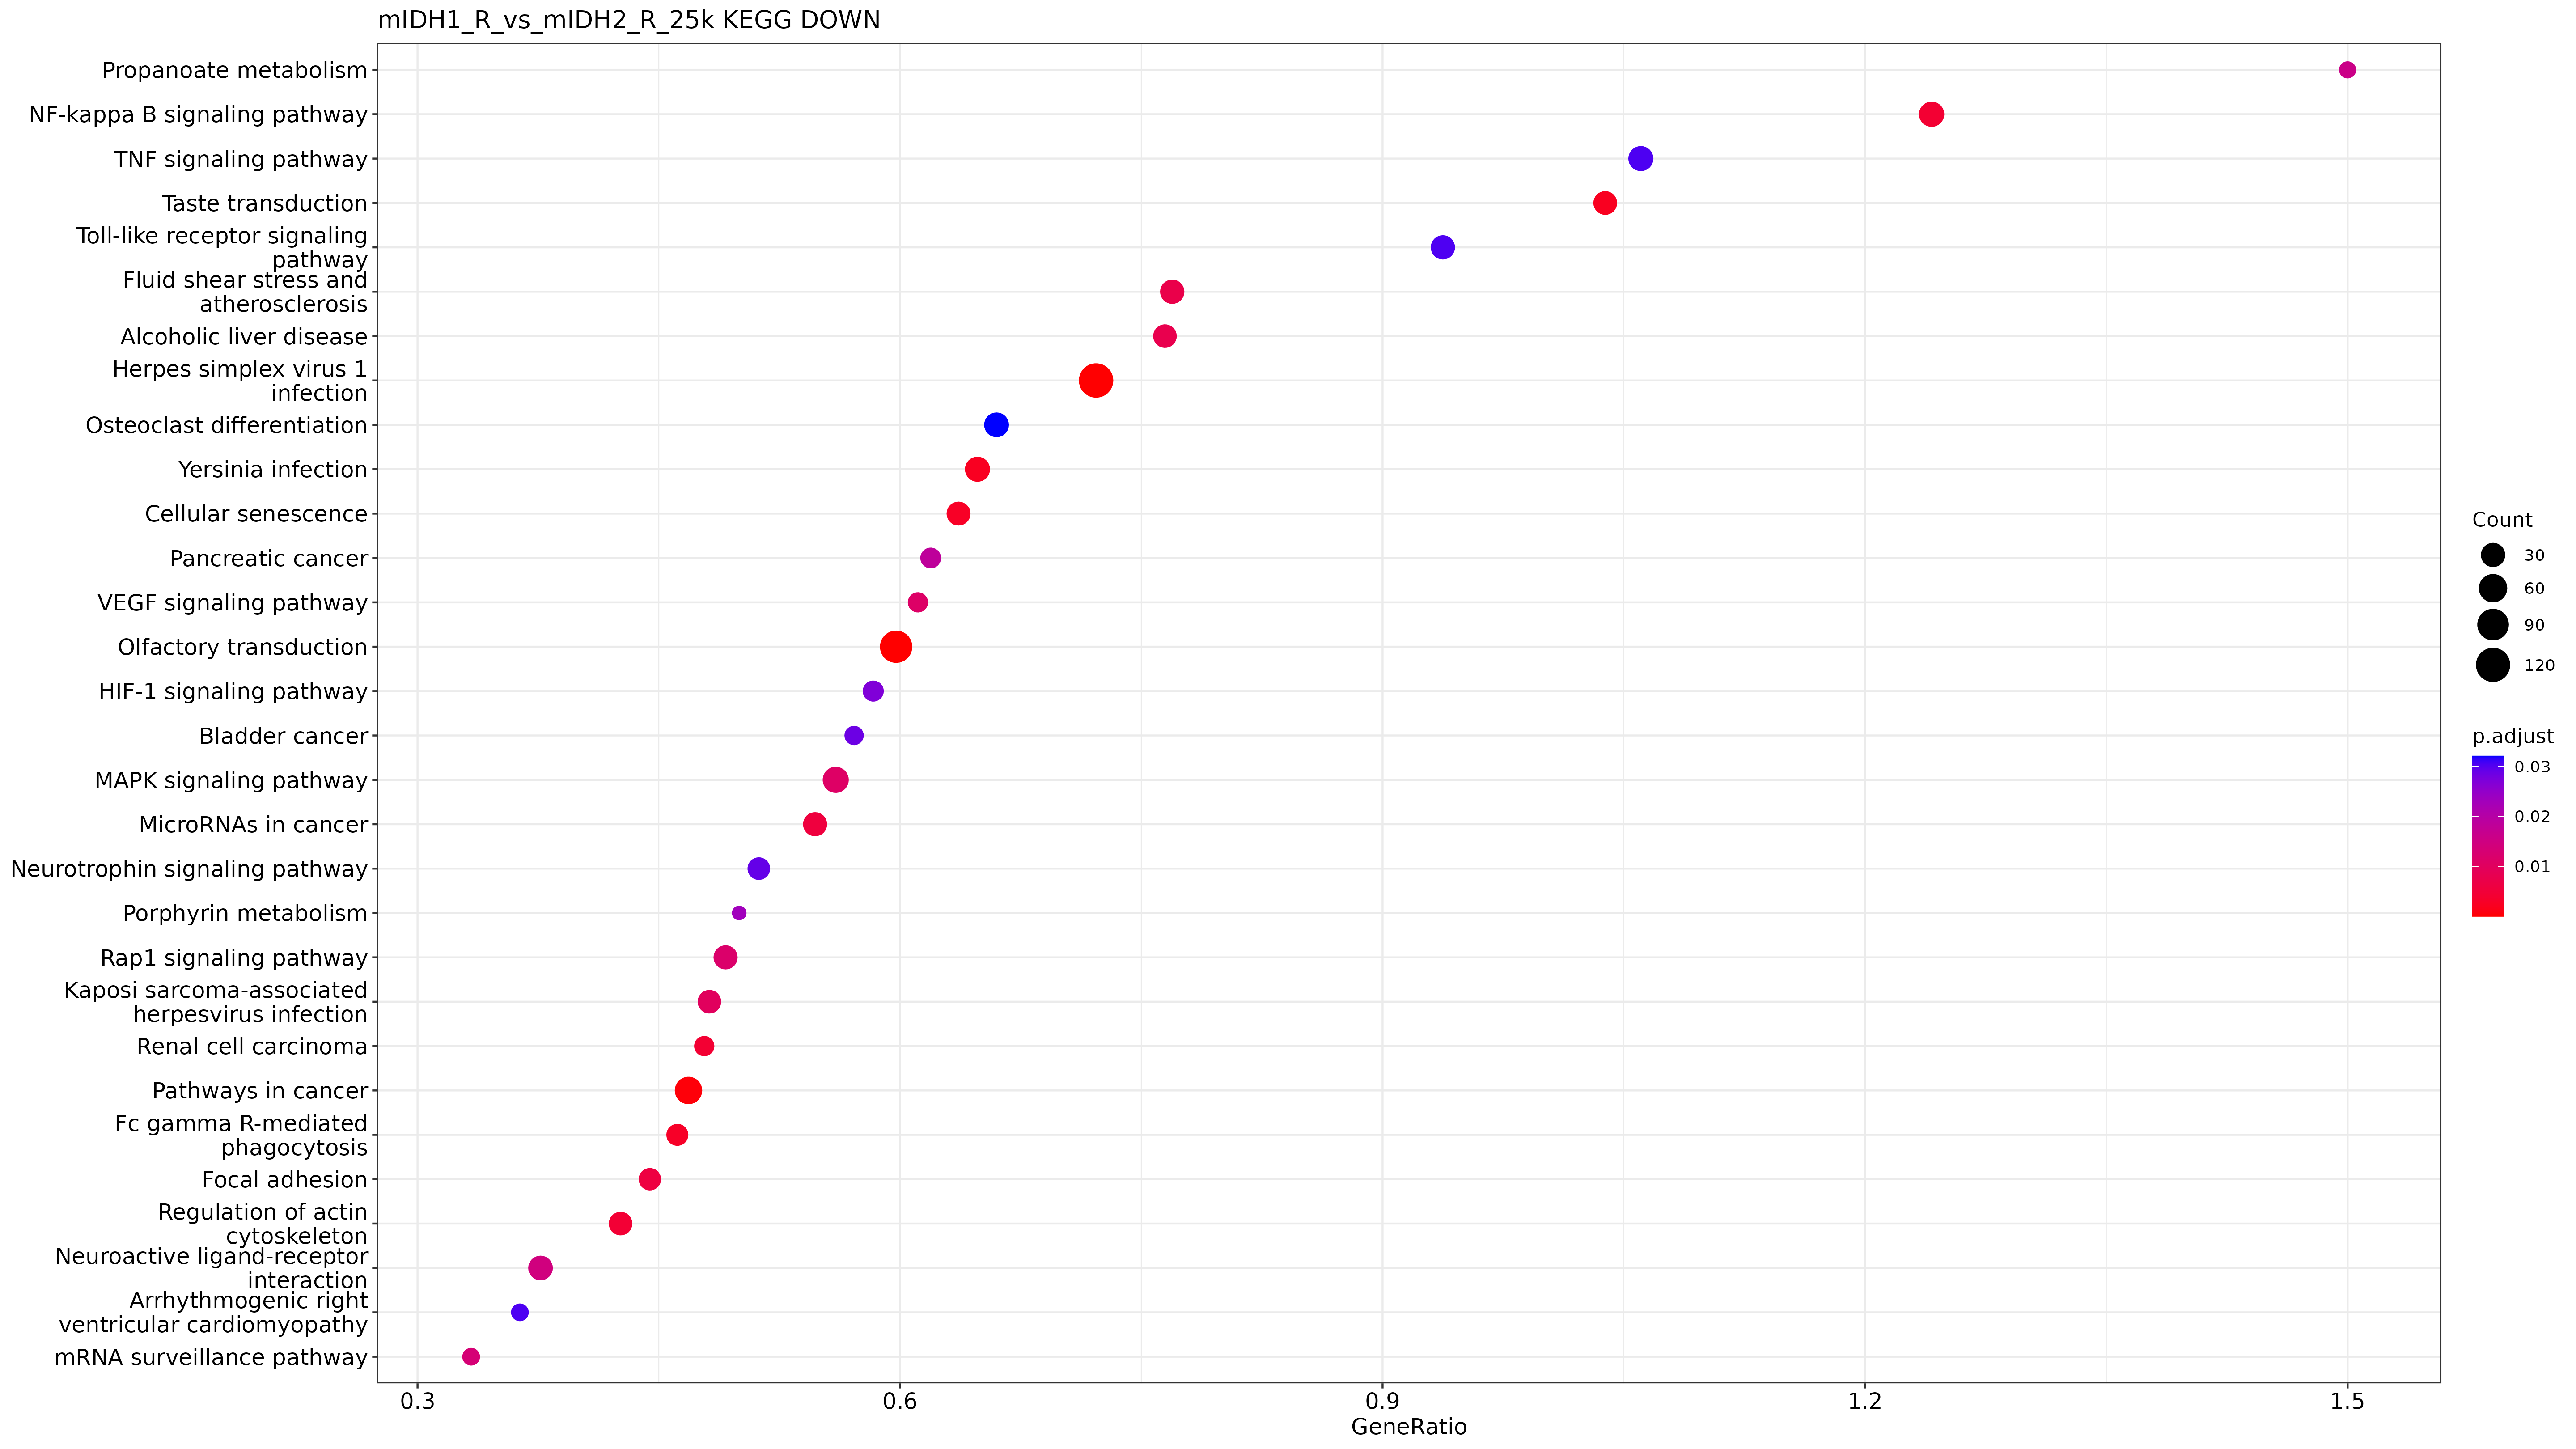 mIDH1_R_vs_mIDH2_R_25k KEGG DOWN
Propanoate metabolism
NF-kappa B signaling pathway
TNF signaling pathway
Taste transduction
Toll-like receptor signaling
pathway
Fluid shear stress and
atherosclerosis
Alcoholic liver disease
Herpes simplex virus 1
infection
Osteoclast differentiation
Yersinia infection
Cellular senescence
Pancreatic cancer
VEGF signaling pathway
Olfactory transduction
HIF-1 signaling pathway
Bladder cancer
MAPK signaling pathway
MicroRNAs in cancer
Neurotrophin signaling pathway
Porphyrin metabolism
Rap1 signaling pathway
Kaposi sarcoma-associated
herpesvirus infection
Renal cell carcinoma
Pathways in cancer
Fc gamma R-mediated
phagocytosis
Focal adhesion
Regulation of actin
cytoskeleton
Neuroactive ligand-receptor
interaction
Arrhythmogenic right
ventricular cardiomyopathy
mRNA surveillance pathway
0.3 0.6 0.9 1.2 1.5
GeneRatio
Count
30
60
90
120
p.adjust
0.03
0.02
0.01